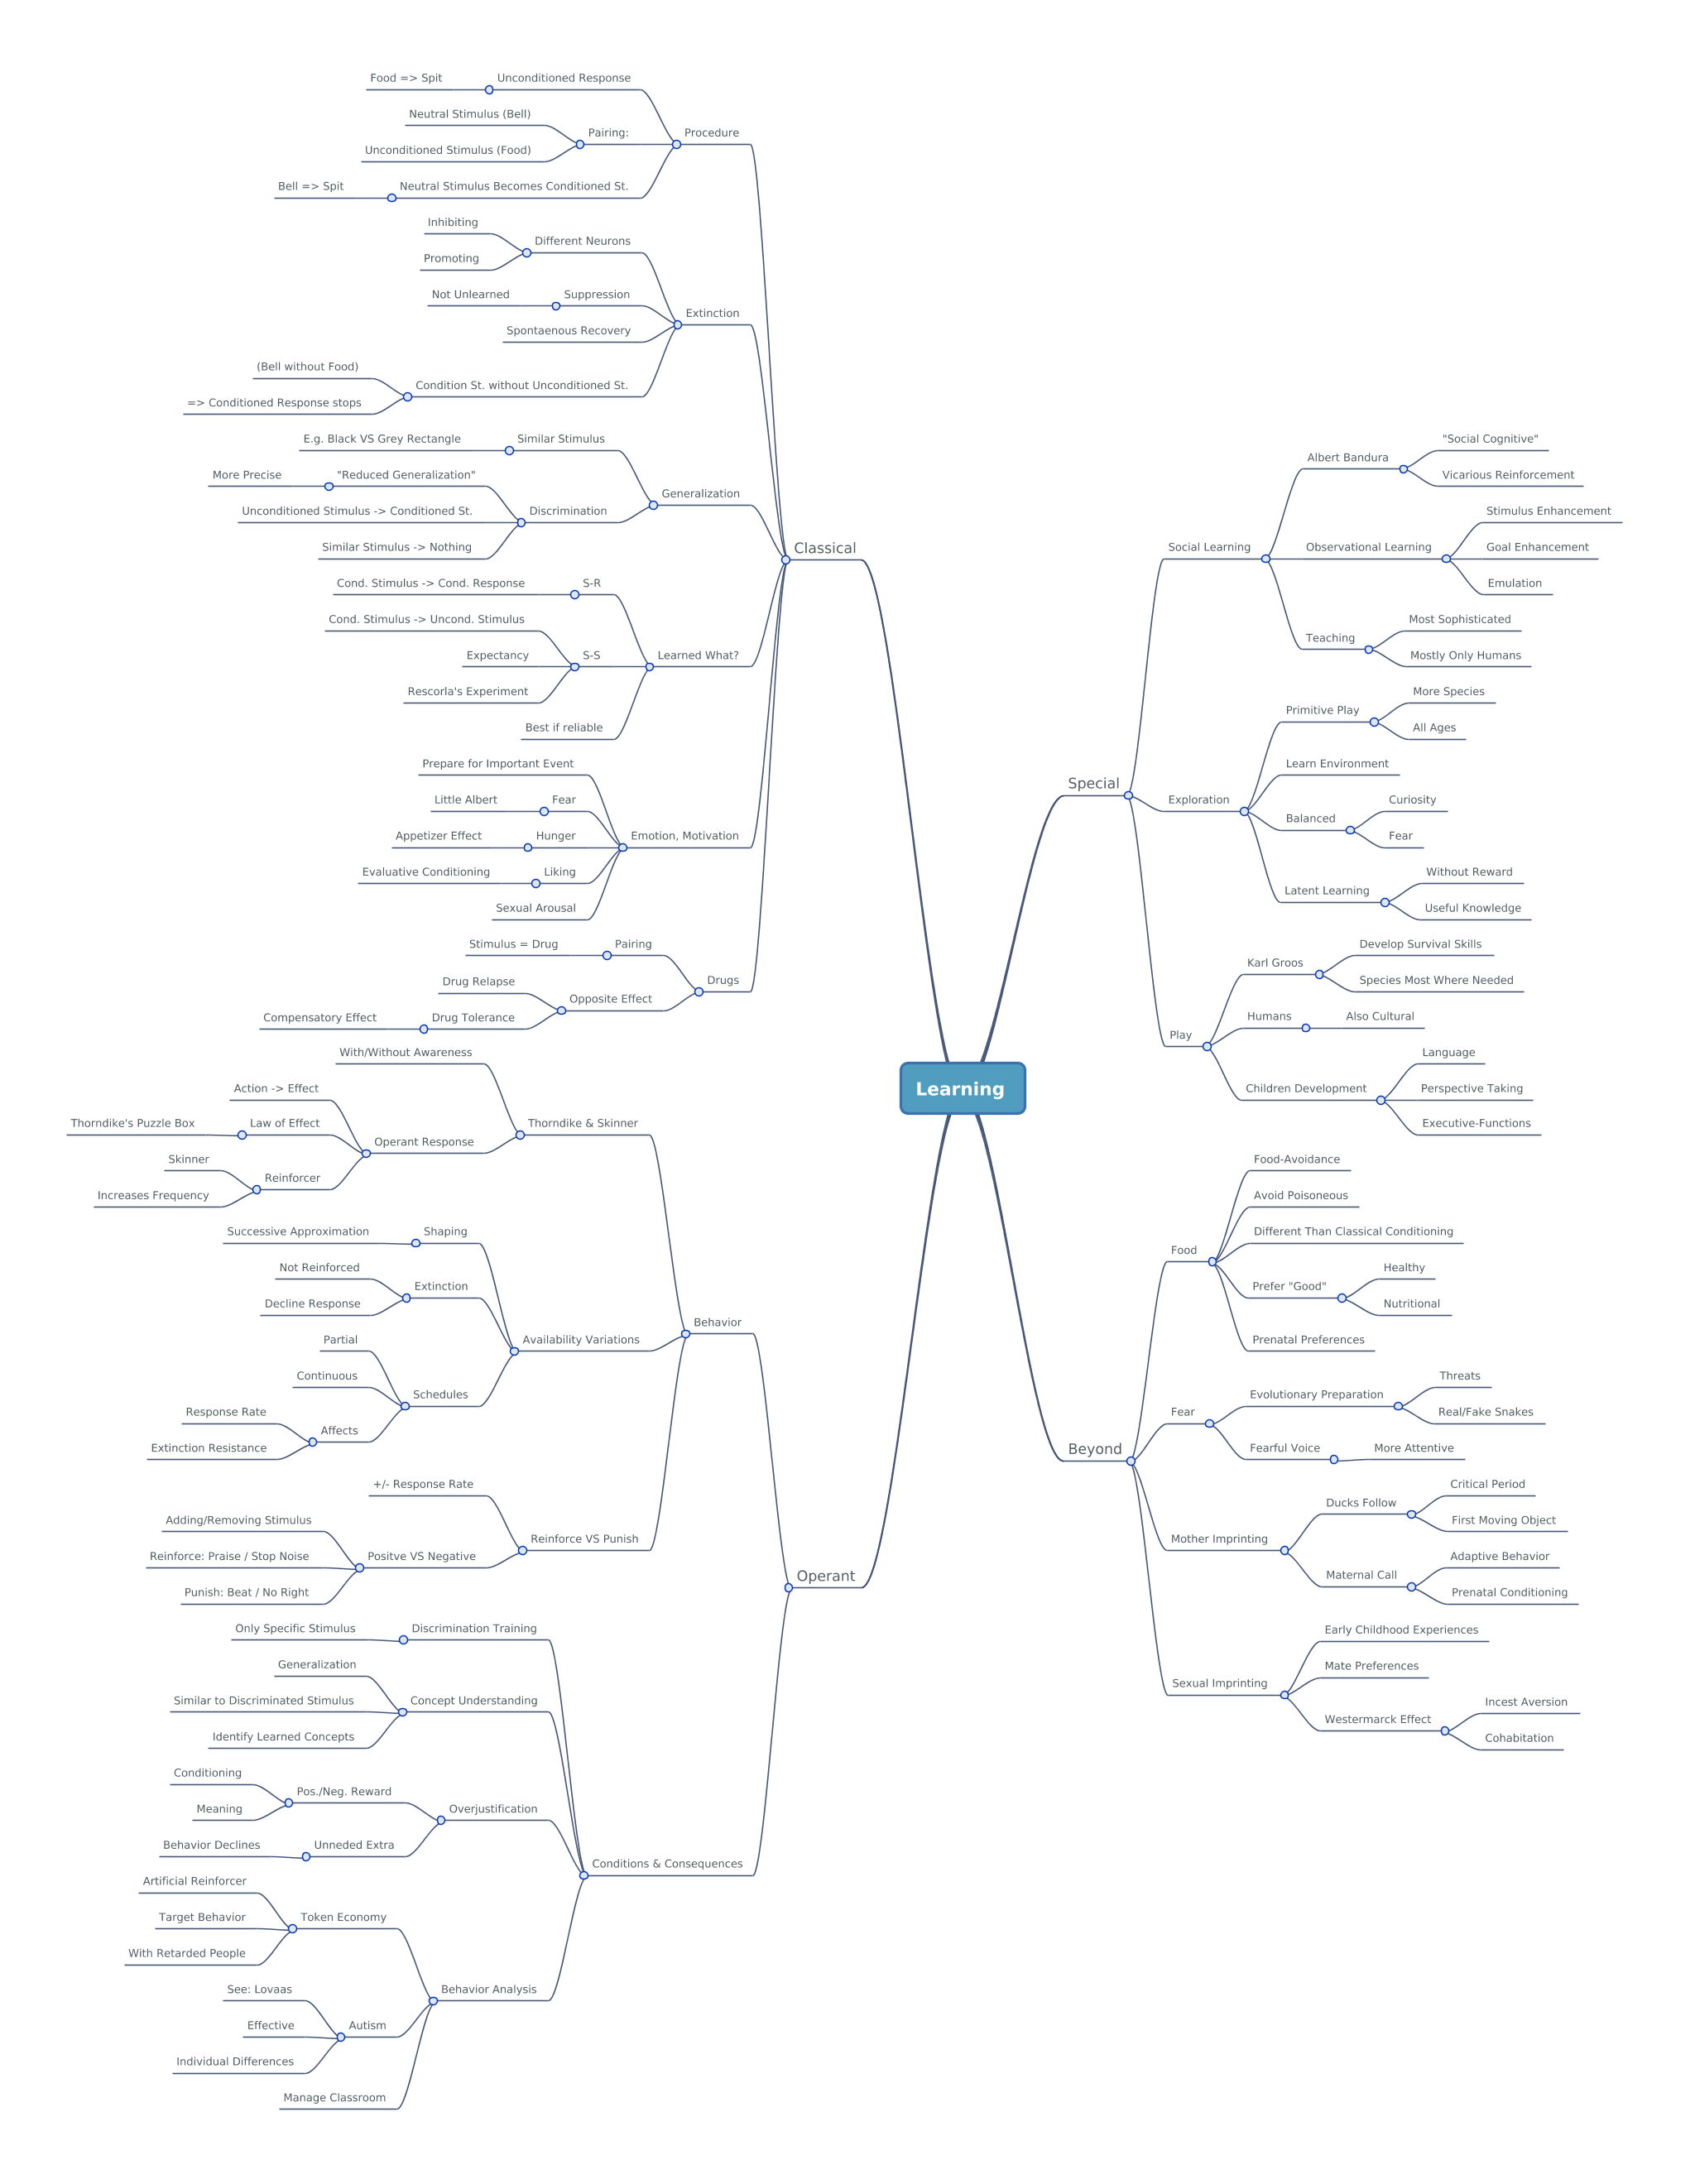 Learning
Classical
Procedure
Unconditioned Response
Food => Spit
Pairing:
Neutral Stimulus (Bell)
Unconditioned Stimulus (Food)
Neutral Stimulus Becomes Conditioned St.
Bell => Spit
Extinction
Different Neurons
Inhibiting
Promoting
Suppression
Not Unlearned
Spontaenous Recovery
Condition St. without Unconditioned St.
(Bell without Food)
=> Conditioned Response stops
Generalization
Similar Stimulus
E.g. Black VS Grey Rectangle
Discrimination
"Reduced Generalization"
More Precise
Unconditioned Stimulus -> Conditioned St.
Similar Stimulus -> Nothing
Learned What?
S-R
Cond. Stimulus -> Cond. Response
S-S
Cond. Stimulus -> Uncond. Stimulus
Expectancy
Rescorla's Experiment
Best if reliable
Emotion, Motivation
Prepare for Important Event
Fear
Little Albert
Hunger
Appetizer Effect
Liking
Evaluative Conditioning
Sexual Arousal
Drugs
Pairing
Stimulus = Drug
Opposite Effect
Drug Relapse
Drug Tolerance
Compensatory Effect
Operant
Behavior
Thorndike & Skinner
With/Without Awareness
Operant Response
Action -> Effect
Law of Effect
Thorndike's Puzzle Box
Reinforcer
Skinner
Increases Frequency
Availability Variations
Shaping
Successive Approximation
Extinction
Not Reinforced
Decline Response
Schedules
Partial
Continuous
Affects
Response Rate
Extinction Resistance
Reinforce VS Punish
+/- Response Rate
Positve VS Negative
Adding/Removing Stimulus
Reinforce: Praise / Stop Noise
Punish: Beat / No Right
Conditions & Consequences
Discrimination Training
Only Specific Stimulus
Concept Understanding
Generalization
Similar to Discriminated Stimulus
Identify Learned Concepts
Overjustification
Pos./Neg. Reward
Conditioning
Meaning
Unneded Extra
Behavior Declines
Behavior Analysis
Token Economy
Artificial Reinforcer
Target Behavior
With Retarded People
Autism
See: Lovaas
Effective
Individual Differences
Manage Classroom
Special
Social Learning
Albert Bandura
"Social Cognitive"
Vicarious Reinforcement
Observational Learning
Stimulus Enhancement
Goal Enhancement
Emulation
Teaching
Most Sophisticated
Mostly Only Humans
Exploration
Primitive Play
More Species
All Ages
Learn Environment
Balanced
Curiosity
Fear
Latent Learning
Without Reward
Useful Knowledge
Play
Karl Groos
Develop Survival Skills
Species Most Where Needed
Humans
Also Cultural
Children Development
Language
Perspective Taking
Executive-Functions
Beyond
Food
Food-Avoidance
Avoid Poisoneous
Different Than Classical Conditioning
Prefer "Good"
Healthy
Nutritional
Prenatal Preferences
Fear
Evolutionary Preparation
Threats
Real/Fake Snakes
Fearful Voice
More Attentive
Mother Imprinting
Ducks Follow
Critical Period
First Moving Object
Maternal Call
Adaptive Behavior
Prenatal Conditioning
Sexual Imprinting
Early Childhood Experiences
Mate Preferences
Westermarck Effect
Incest Aversion
Cohabitation